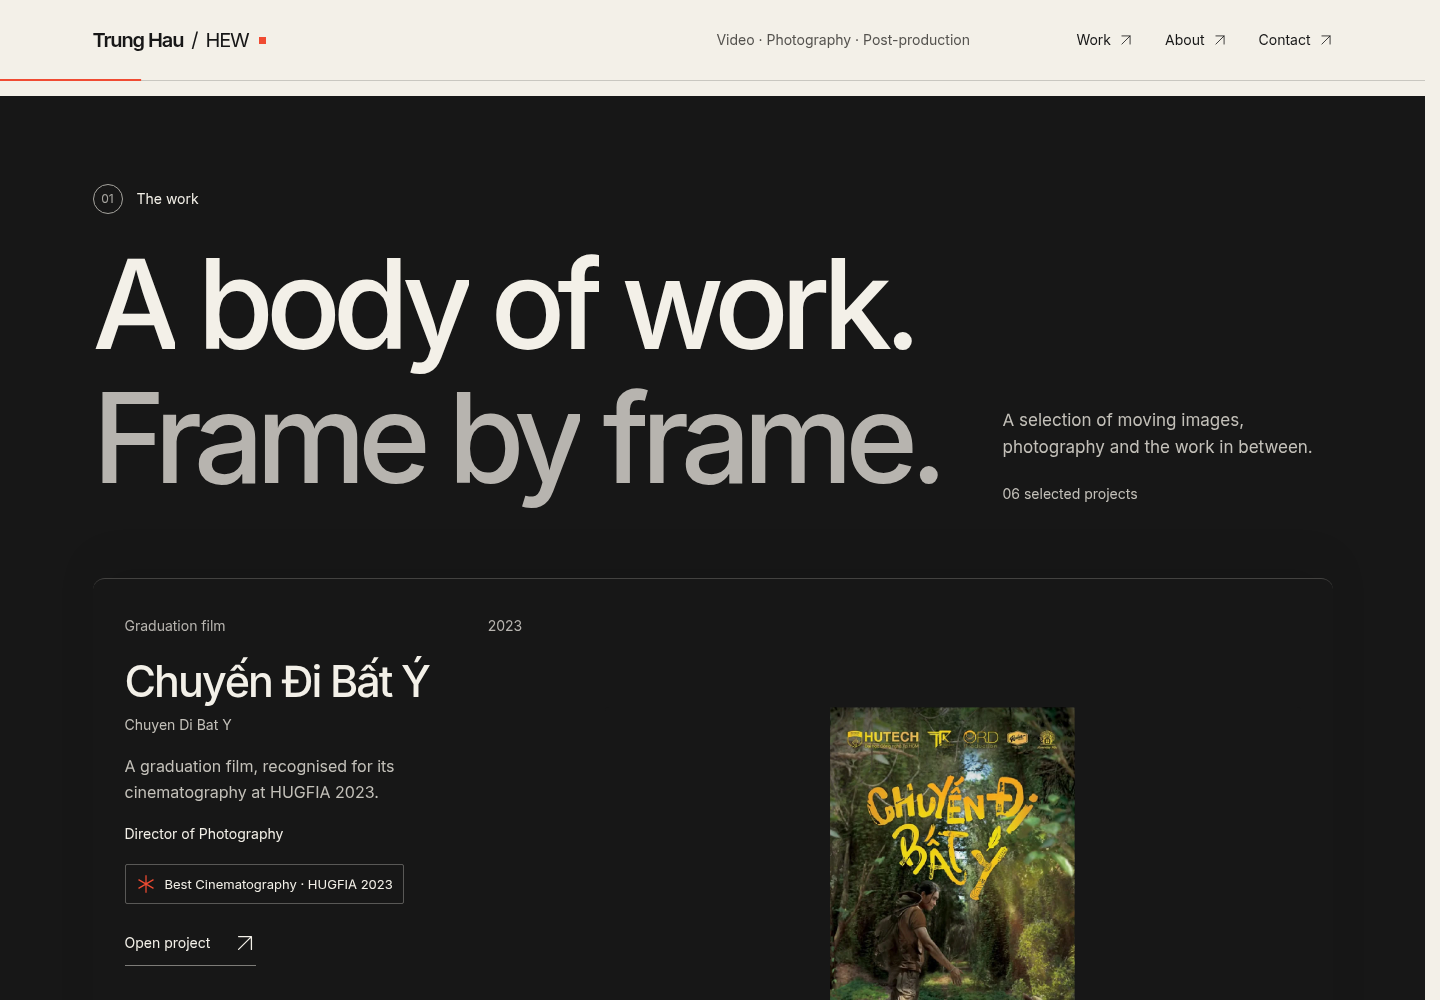 Trung Hau / HEW
Video · Photography · Post-production
Work
About
Contact
01
The work
A body of work.
Frame by frame.
A selection of moving images,
photography and the work in between.
06 selected projects
Graduation film
2023
Chuyến Đi Bất Ý
Chuyen Di Bat Y
A graduation film, recognised for its
cinematography at HUGFIA 2023.
Director of Photography
Best Cinematography · HUGFIA 2023
Open project
HUTECH
CHUYẾN ĐI
BẤT Ý